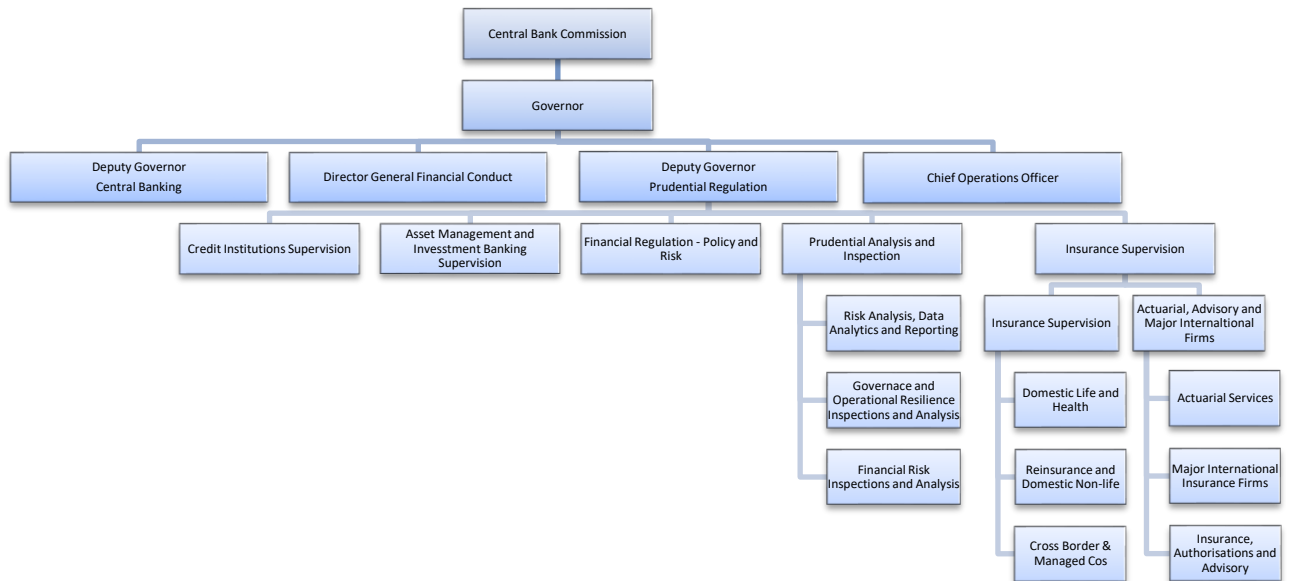 Central Bank Commission
Governor
Deputy Governor
Central Banking
Director General Financial Conduct
Deputy Governor
Prudential Regulation
Chief Operations Officer
Credit Institutions Supervision
Asset Management and
Invesstment Banking
Supervision
Financial Regulation - Policy and
Risk
Prudential Analysis and
Inspection
Insurance Supervision
Risk Analysis, Data
Analytics and Reporting
Governace and
Operational Resilience
Inspections and Analysis
Financial Risk
Inspections and Analysis
Insurance Supervision
Domestic Life and
Health
Reinsurance and
Domestic Non-life
Cross Border &
Managed Cos
Actuarial, Advisory and
Major Internaltional
Firms
Actuarial Services
Major International
Insurance Firms
Insurance,
Authorisations and
Advisory